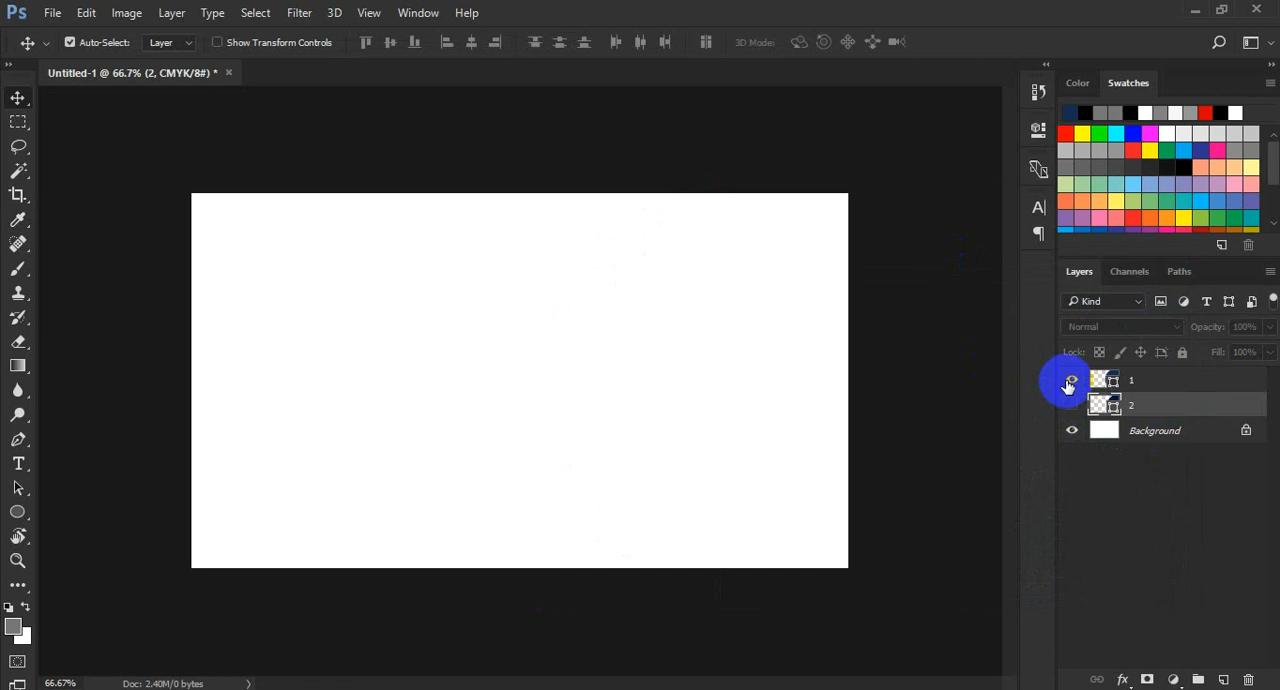 Ps File Edit Image Layer Type Select Filter 3D View Window Help
Auto-Select: Layer Show Transform Controls 3D Mode:
Untitled-1 @ 66.7% (2, CMYK/8#) *
Color Swatches
Layers Channels Paths
Kind
Normal Opacity: 100%
Lock: Fill: 100%
1
2
Background
66.67% Doc: 2.40M/0 bytes